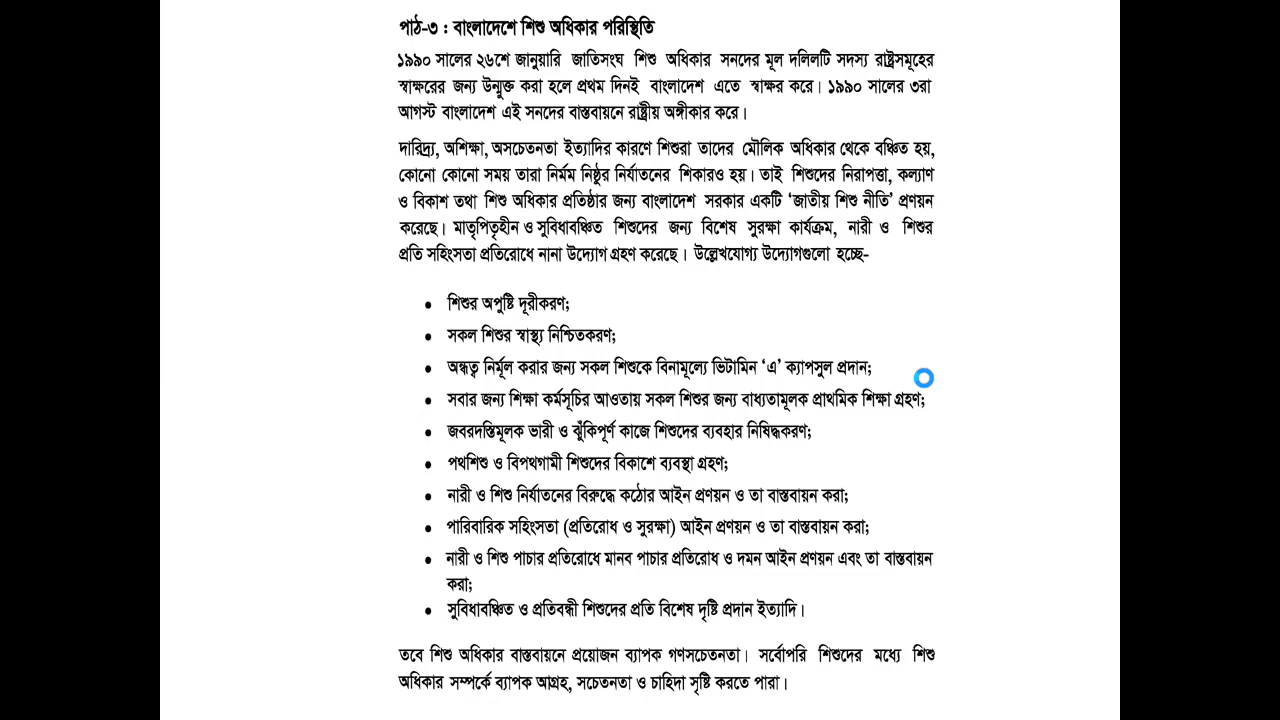 পাঠ-৩ : বাংলাদেশে শিশু অধিকার পরিস্থিতি
১৯৯০ সালের ২৬শে জানুয়ারি জাতিসংঘ শিশু অধিকার সনদের মূল দলিলটি সদস্য রাষ্ট্রসমূহের
স্বাক্ষরের জন্য উন্মুক্ত করা হলে প্রথম দিনই বাংলাদেশ এতে স্বাক্ষর করে। ১৯৯০ সালের ৩রা
আগস্ট বাংলাদেশ এই সনদের বাস্তবায়নে রাষ্ট্রীয় অঙ্গীকার করে।
দারিদ্র্য, অশিক্ষা, অসচেতনতা ইত্যাদির কারণে শিশুরা তাদের মৌলিক অধিকার থেকে বঞ্চিত হয়,
কোনো কোনো সময় তারা নির্মম নিষ্ঠুর নির্যাতনের শিকারও হয়। তাই শিশুদের নিরাপত্তা, কল্যাণ
ও বিকাশ তথা শিশু অধিকার প্রতিষ্ঠার জন্য বাংলাদেশ সরকার একটি ‘জাতীয় শিশু নীতি’ প্রণয়ন
করেছে। মাতৃপিতৃহীন ও সুবিধাবঞ্চিত শিশুদের জন্য বিশেষ সুরক্ষা কার্যক্রম, নারী ও শিশুর
প্রতি সহিংসতা প্রতিরোধে নানা উদ্যোগ গ্রহণ করেছে। উল্লেখযোগ্য উদ্যোগগুলো হচ্ছে-
• শিশুর অপুষ্টি দূরীকরণ;
• সকল শিশুর স্বাস্থ্য নিশ্চিতকরণ;
• অন্ধত্ব নির্মূল করার জন্য সকল শিশুকে বিনামূল্যে ভিটামিন ‘এ’ ক্যাপসুল প্রদান;
• সবার জন্য শিক্ষা কর্মসূচির আওতায় সকল শিশুর জন্য বাধ্যতামূলক প্রাথমিক শিক্ষা গ্রহণ;
• জবরদস্তিমূলক ভারী ও ঝুঁকিপূর্ণ কাজে শিশুদের ব্যবহার নিষিদ্ধকরণ;
• পথশিশু ও বিপথগামী শিশুদের বিকাশে ব্যবস্থা গ্রহণ;
• নারী ও শিশু নির্যাতনের বিরুদ্ধে কঠোর আইন প্রণয়ন ও তা বাস্তবায়ন করা;
• পারিবারিক সহিংসতা (প্রতিরোধ ও সুরক্ষা) আইন প্রণয়ন ও তা বাস্তবায়ন করা;
• নারী ও শিশু পাচার প্রতিরোধে মানব পাচার প্রতিরোধ ও দমন আইন প্রণয়ন এবং তা বাস্তবায়ন
করা;
• সুবিধাবঞ্চিত ও প্রতিবন্ধী শিশুদের প্রতি বিশেষ দৃষ্টি প্রদান ইত্যাদি।
তবে শিশু অধিকার বাস্তবায়নে প্রয়োজন ব্যাপক গণসচেতনতা। সর্বোপরি শিশুদের মধ্যে শিশু
অধিকার সম্পর্কে ব্যাপক আগ্রহ, সচেতনতা ও চাহিদা সৃষ্টি করতে পারা।